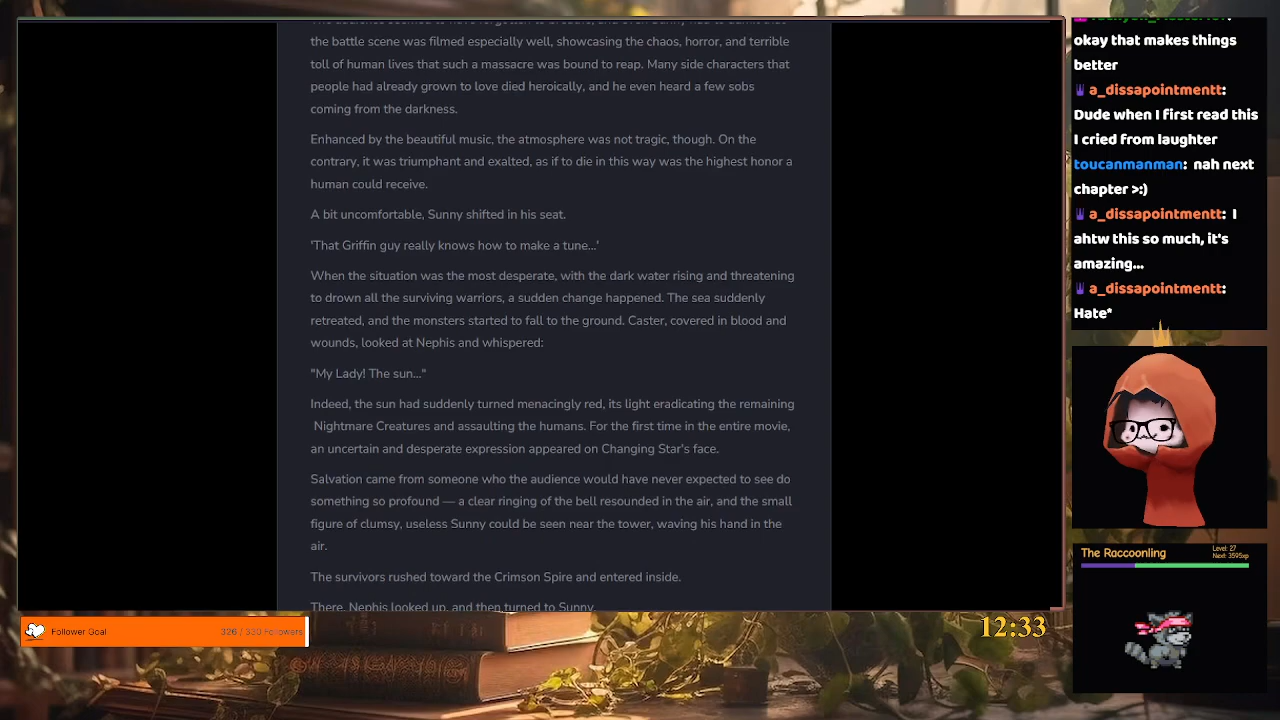 the battle scene was filmed especially well, showcasing the chaos, horror, and terrible
toll of human lives that such a massacre was bound to reap. Many side characters that
people had already grown to love died heroically, and he even heard a few sobs
coming from the darkness.
Enhanced by the beautiful music, the atmosphere was not tragic, though. On the
contrary, it was triumphant and exalted, as if to die in this way was the highest honor a
human could receive.
A bit uncomfortable, Sunny shifted in his seat.
'That Griffin guy really knows how to make a tune...'
When the situation was the most desperate, with the dark water rising and threatening
to drown all the surviving warriors, a sudden change happened. The sea suddenly
retreated, and the monsters started to fall to the ground. Caster, covered in blood and
wounds, looked at Nephis and whispered:
"My Lady! The sun..."
Indeed, the sun had suddenly turned menacingly red, its light eradicating the remaining
Nightmare Creatures and assaulting the humans. For the first time in the entire movie,
an uncertain and desperate expression appeared on Changing Star's face.
Salvation came from someone who the audience would have never expected to see do
something so profound — a clear ringing of the bell resounded in the air, and the small
figure of clumsy, useless Sunny could be seen near the tower, waving his hand in the
air.
The survivors rushed toward the Crimson Spire and entered inside.
There, Nephis looked up, and then turned to Sunny.
okay that makes things
better
a_dissapointmentt:
Dude when I first read this
I cried from laughter
toucanmanman: nah next
chapter >:)
a_dissapointmentt: I
ahtw this so much, it's
amazing...
a_dissapointmentt:
Hate*
The Raccoonling
Level: 27
Next: 3595xp
Follower Goal
326 / 330 Followers
12:33